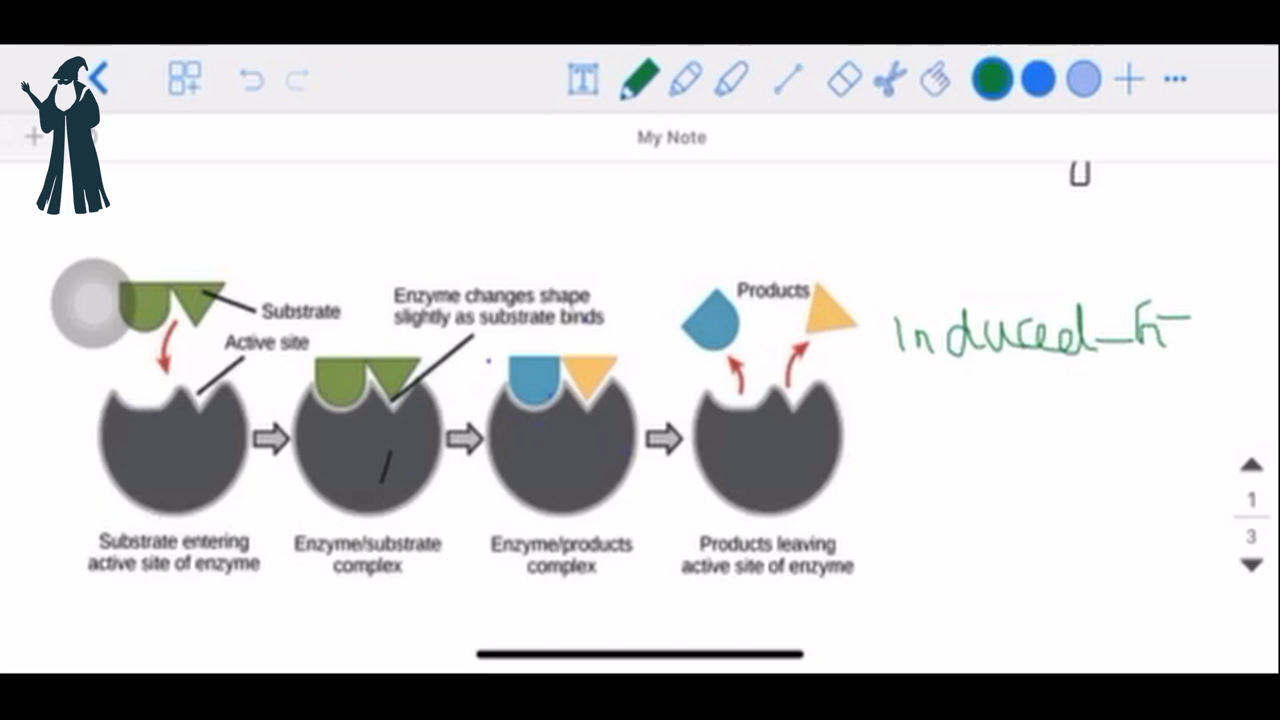 My Note
Substrate
Active site
Enzyme changes shape
slightly as substrate binds
Products
Induced-fit
Substrate entering
active site of enzyme
Enzyme/substrate
complex
Enzyme/products
complex
Products leaving
active site of enzyme
1
3